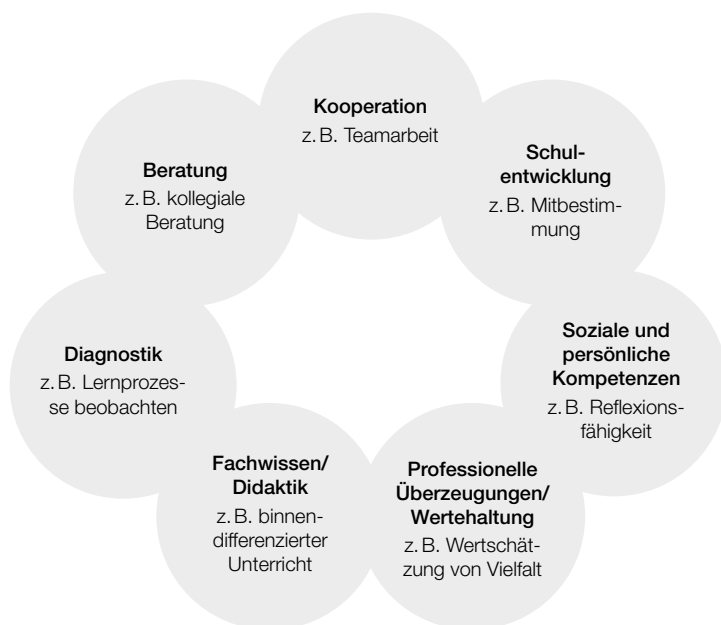 Kooperation
z. B. Teamarbeit
Schul-
entwicklung
z. B. Mitbestim-
mung
Soziale und
persönliche
Kompetenzen
z. B. Reflexions-
fähigkeit
Professionelle
Überzeugungen/
Wertehaltung
z. B. Wertschät-
zung von Vielfalt
Fachwissen/
Didaktik
z. B. binnen-
differenzierter
Unterricht
Diagnostik
z. B. Lernprozes-
se beobachten
Beratung
z. B. kollegiale
Beratung